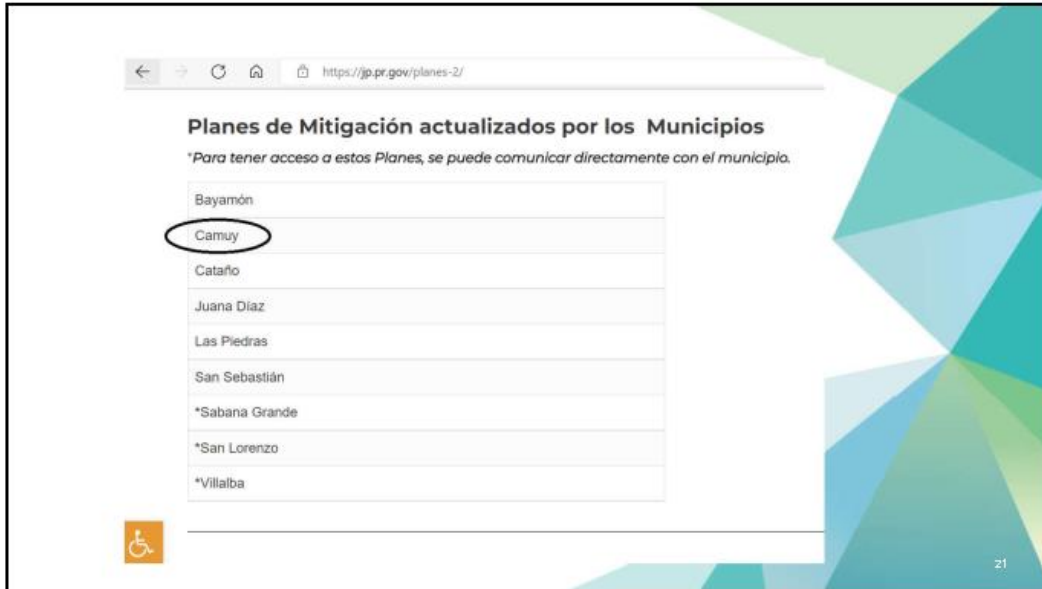 https://jp.pr.gov/planes-2/
Planes de Mitigación actualizados por los Municipios
*Para tener acceso a estos Planes, se puede comunicar directamente con el municipio.
Bayamón
Camuy
Cataño
Juana Díaz
Las Piedras
San Sebastián
*Sabana Grande
*San Lorenzo
*Villalba
21